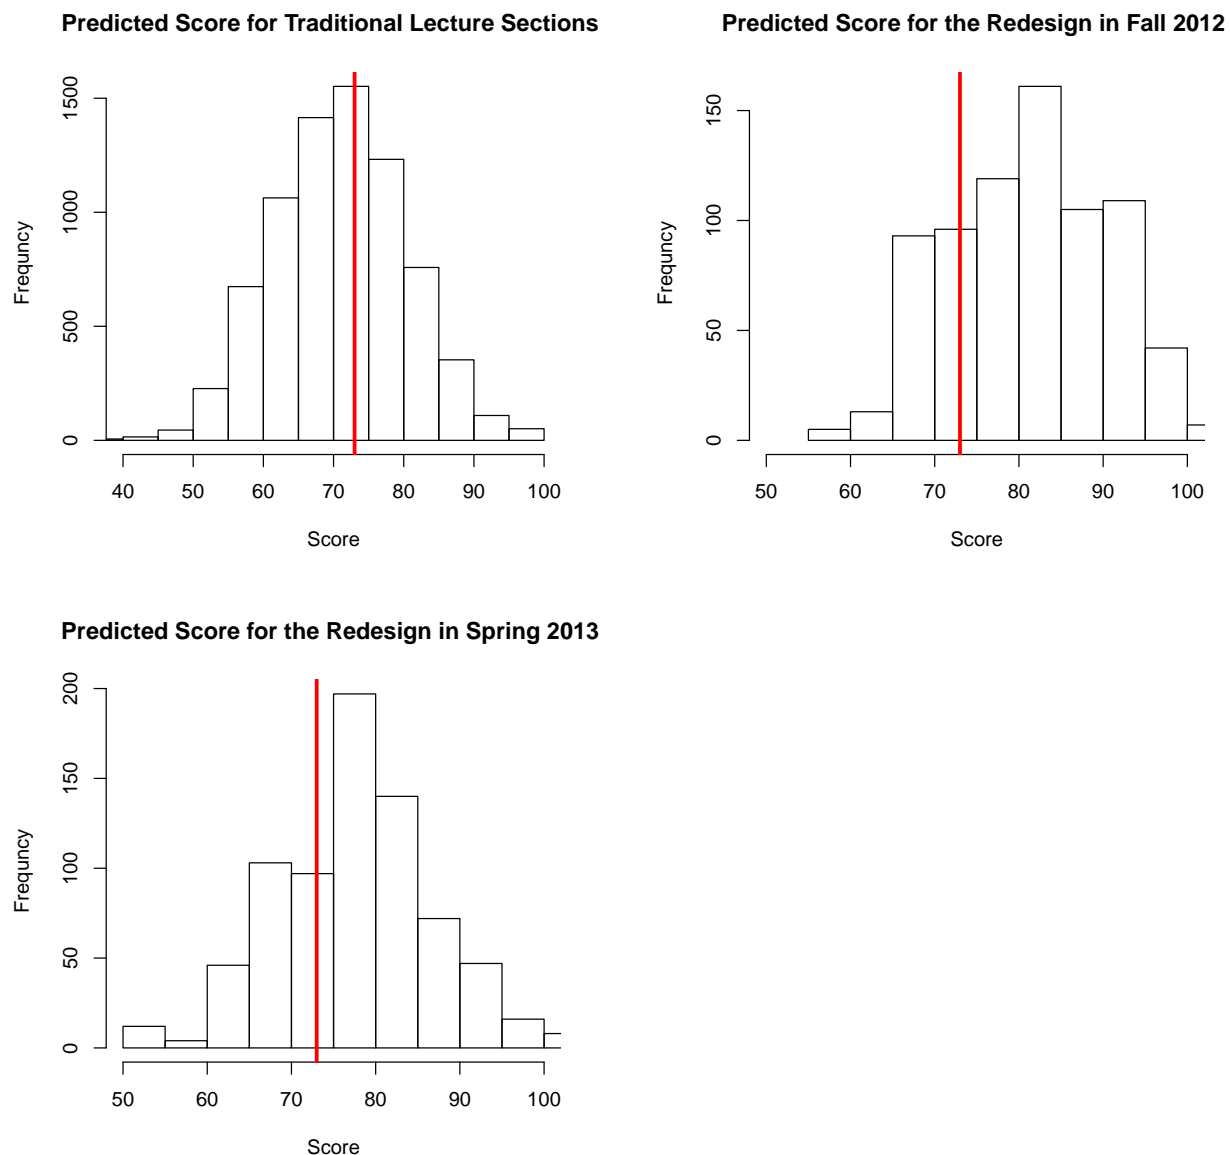 Predicted Score for Traditional Lecture Sections
Frequncy
1500
1000
500
0
40 50 60 70 80 90 100
Score
Predicted Score for the Redesign in Fall 2012
Frequncy
150
100
50
0
50 60 70 80 90 100
Score
Predicted Score for the Redesign in Spring 2013
Frequncy
200
150
100
50
0
50 60 70 80 90 100
Score